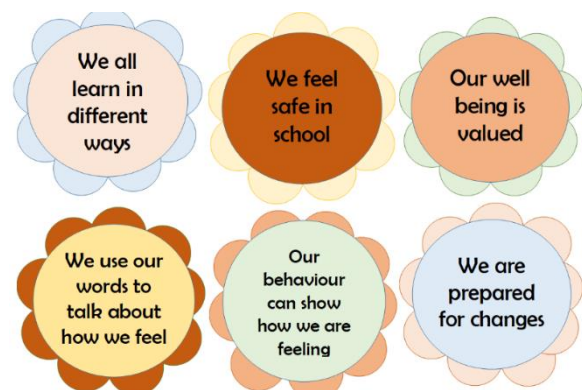 We all
learn in
different
ways
We feel
safe in
school
Our well
being is
valued
We use our
words to
talk about
how we feel
Our
behaviour
can show
how we are
feeling
We are
prepared
for changes